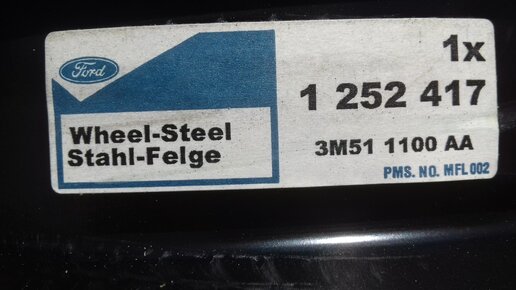 Ford
1x
1 252 417
Wheel-Steel
Stahl-Felge
3M51 1100 AA
PMS. NO. MFL 002